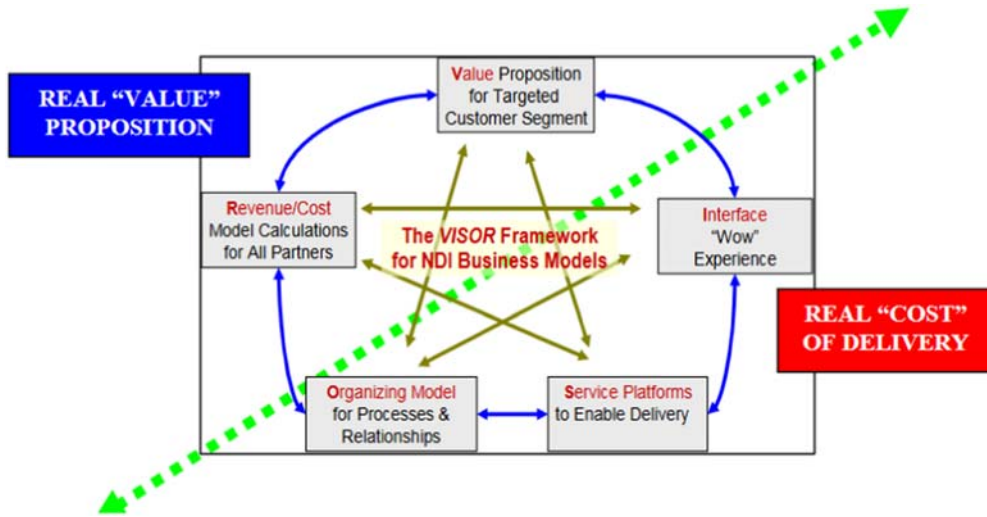 Value Proposition
for Targeted
Customer Segment
REAL “VALUE”
PROPOSITION
Revenue/Cost
Model Calculations
for All Partners
The VISOR Framework
for NDI Business Models
Interface
“Wow”
Experience
REAL “COST”
OF DELIVERY
Organizing Model
for Processes &
Relationships
Service Platforms
to Enable Delivery